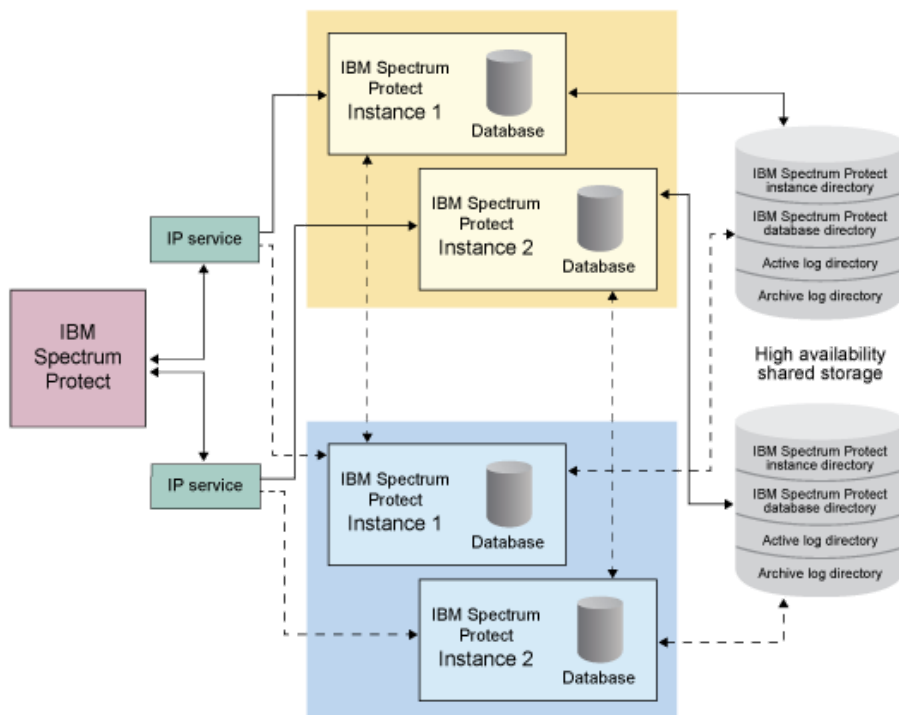 IBM Spectrum
Protect
Instance 1
Database
IBM Spectrum
Protect
Instance 2
Database
IP service
IBM
Spectrum
Protect
IP service
IBM Spectrum Protect
instance directory
IBM Spectrum Protect
database directory
Active log directory
Archive log directory
High availability
shared storage
IBM Spectrum
Protect
Instance 1
Database
IBM Spectrum
Protect
Instance 2
Database
IBM Spectrum Protect
instance directory
IBM Spectrum Protect
database directory
Active log directory
Archive log directory